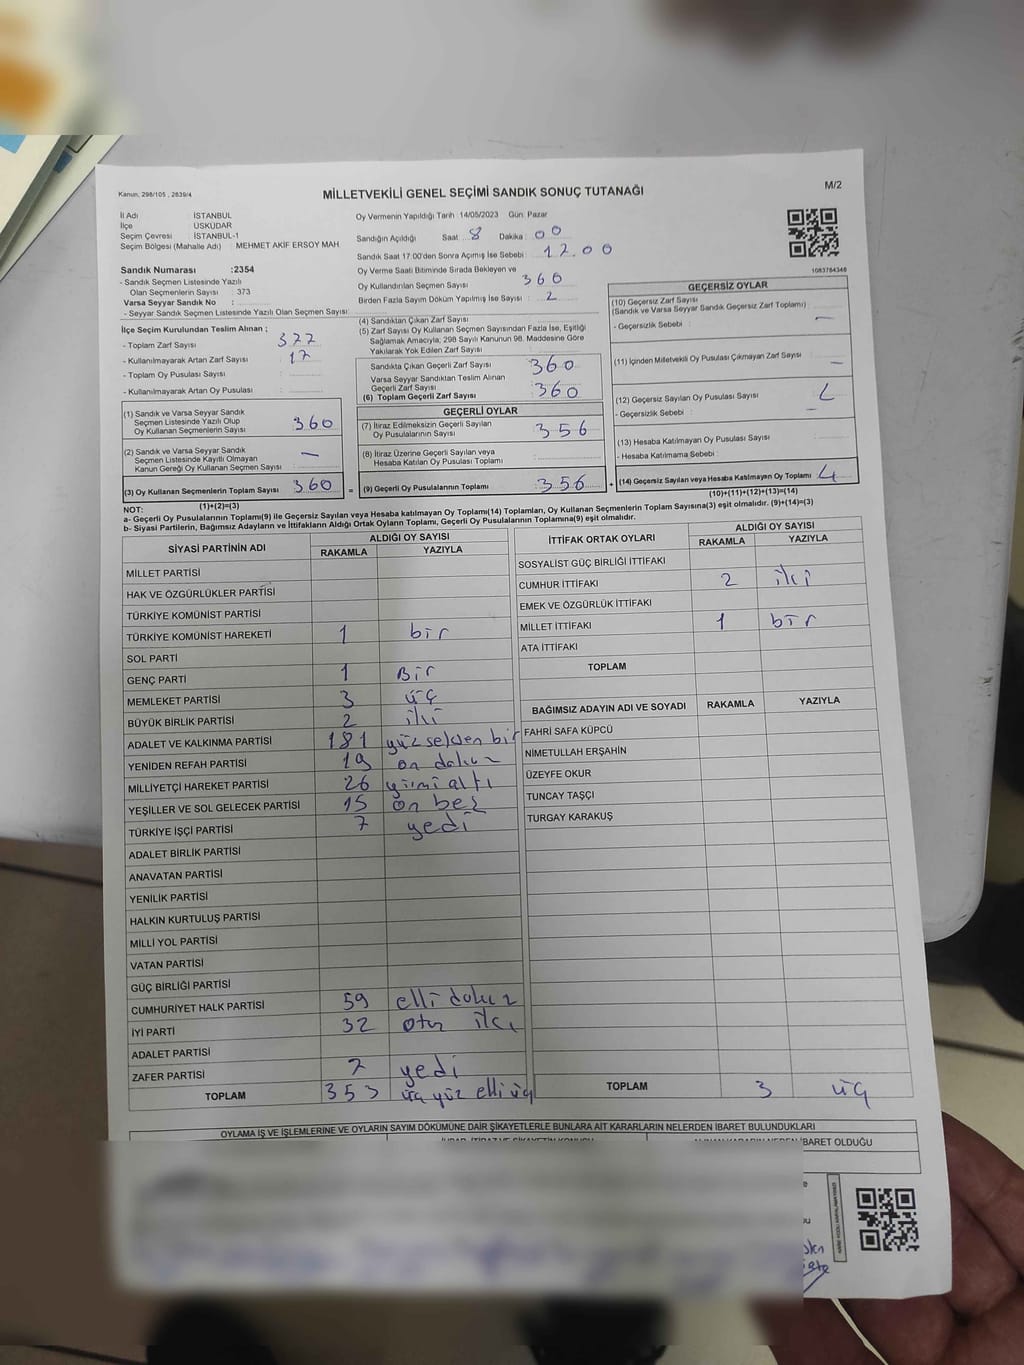 Kanun, 298/105 , 2839/4
MİLLETVEKİLİ GENEL SEÇİMİ SANDIK SONUÇ TUTANAĞI
M/2
İl Adı : İSTANBUL
İlçe : ÜSKÜDAR
Seçim Çevresi : İSTANBUL-1
Seçim Bölgesi (Mahalle Adı) : MEHMET AKİF ERSOY MAH
Oy Vermenin Yapıldığı Tarih :14/05/2023 Gün: Pazar
Sandığın Açıldığı Saat :8 Dakika :00
Sandık Saat 17.00'den Sonra Açılmış İse Sebebi : 17.00
Sandık Numarası :2354
- Sandık Seçmen Listesinde Yazılı
Olan Seçmenlerin Sayısı : 373
Varsa Seyyar Sandık No :
- Seyyar Sandık Seçmen Listesinde Yazılı Olan Seçmen Sayısı:
Oy Verme Saati Bitiminde Sırada Bekleyen ve
Oy Kullandırılan Seçmen Sayısı : 360
Birden Fazla Sayım Döküm Yapılmış İse Sayısı : 2
1083784348
İlçe Seçim Kurulundan Teslim Alınan ;
- Toplam Zarf Sayısı : 377
- Kullanılmayarak Artan Zarf Sayısı : 17
- Toplam Oy Pusulası Sayısı :
- Kullanılmayarak Artan Oy Pusulası :
(4) Sandıktan Çıkan Zarf Sayısı :
(5) Zarf Sayısı Oy Kullanan Seçmen Sayısından Fazla İse, Eşitliği
Sağlamak Amacıyla; 298 Sayılı Kanunun 98. Maddesine Göre
Yakılarak Yok Edilen Zarf Sayısı :
Sandıkta Çıkan Geçerli Zarf Sayısı : 360
Varsa Seyyar Sandıktan Teslim Alınan
Geçerli Zarf Sayısı
(6) Toplam Geçerli Zarf Sayısı : 360
GEÇERSİZ OYLAR
(10) Geçersiz Zarf Sayısı
(Sandık ve Varsa Seyyar Sandık Geçersiz Zarf Toplamı) : —
- Geçersizlik Sebebi :
(11) İçinden Milletvekili Oy Pusulası Çıkmayan Zarf Sayısı : —
(12) Geçersiz Sayılan Oy Pusulası Sayısı : 4
- Geçersizlik Sebebi :
(13) Hesaba Katılmayan Oy Pusulası Sayısı :
- Hesaba Katılmama Sebebi :
(14) Geçersiz Sayılan veya Hesaba Katılmayan Oy Toplamı : 4
(10)+(11)+(12)+(13)=(14)
(1) Sandık ve Varsa Seyyar Sandık
Seçmen Listesinde Yazılı Olup
Oy Kullanan Seçmenlerin Sayısı : 360
(2) Sandık ve Varsa Seyyar Sandık
Seçmen Listesinde Kayıtlı Olmayan
Kanun Gereği Oy Kullanan Seçmen Sayısı : —
(3) Oy Kullanan Seçmenlerin Toplam Sayısı : 360
(1)+(2)=(3)
GEÇERLİ OYLAR
(7) İtiraz Edilmeksizin Geçerli Sayılan
Oy Pusulalarının Sayısı : 356
(8) İtiraz Üzerine Geçerli Sayılan veya
Hesaba Katılan Oy Pusulası Toplamı :
= (9) Geçerli Oy Pusulalarının Toplamı : 356 +
NOT:
a- Geçerli Oy Pusulalarının Toplamı(9) ile Geçersiz Sayılan veya Hesaba katılmayan Oy Toplamı(14) Toplamları, Oy Kullanan Seçmenlerin Toplam Sayısına(3) eşit olmalıdır. (9)+(14)=(3)
b- Siyasi Partilerin, Bağımsız Adayların ve İttifakların Aldığı Ortak Oyların Toplamı, Geçerli Oy Pusulalarının Toplamına(9) eşit olmalıdır.
SİYASİ PARTİNİN ADI ALDIĞI OY SAYISI
RAKAMLA YAZIYLA
MİLLET PARTİSİ
HAK VE ÖZGÜRLÜKLER PARTİSİ
TÜRKİYE KOMÜNİST PARTİSİ
TÜRKİYE KOMÜNİST HAREKETİ 1 bir
SOL PARTİ
GENÇ PARTİ 1 Bir
MEMLEKET PARTİSİ 3 üç
BÜYÜK BİRLİK PARTİSİ 2 iki
ADALET VE KALKINMA PARTİSİ 181 yüz seksen bir
YENİDEN REFAH PARTİSİ 19 on dokuz
MİLLİYETÇİ HAREKET PARTİSİ 26 yirmi altı
YEŞİLLER VE SOL GELECEK PARTİSİ 15 on beş
TÜRKİYE İŞÇİ PARTİSİ 7 yedi
ADALET BİRLİK PARTİSİ
ANAVATAN PARTİSİ
YENİLİK PARTİSİ
HALKIN KURTULUŞ PARTİSİ
MİLLİ YOL PARTİSİ
VATAN PARTİSİ
GÜÇ BİRLİĞİ PARTİSİ
CUMHURİYET HALK PARTİSİ 59 elli dokuz
İYİ PARTİ 32 otuz iki
ADALET PARTİSİ
ZAFER PARTİSİ 7 yedi
TOPLAM 353 üç yüz elli üç
İTTİFAK ORTAK OYLARI ALDIĞI OY SAYISI
RAKAMLA YAZIYLA
SOSYALİST GÜÇ BİRLİĞİ İTTİFAKI
CUMHUR İTTİFAKI 2 iki
EMEK VE ÖZGÜRLÜK İTTİFAKI
MİLLET İTTİFAKI 1 bir
ATA İTTİFAKI
TOPLAM
BAĞIMSIZ ADAYIN ADI VE SOYADI RAKAMLA YAZIYLA
FAHRİ SAFA KÜPCÜ
NİMETULLAH ERŞAHİN
ÜZEYFE OKUR
TUNCAY TAŞÇI
TURGAY KARAKUŞ
TOPLAM 3 üç
OYLAMA İŞ VE İŞLEMLERİNE VE OYLARIN SAYIM DÖKÜMÜNE DAİR ŞİKAYETLERLE BUNLARA AİT KARARLARIN NELERDEN İBARET BULUNDUKLARI
İBARET OLDUĞU